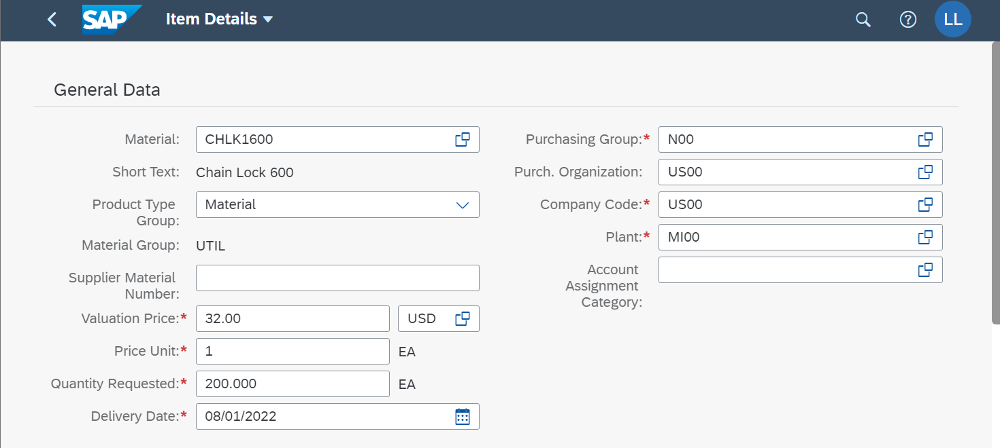 SAP Item Details
LL
General Data
Material: CHLK1600
Short Text: Chain Lock 600
Product Type
Group:
Material
Material Group: UTIL
Supplier Material
Number:
Valuation Price:* 32.00 USD
Price Unit:* 1 EA
Quantity Requested:* 200.000 EA
Delivery Date:* 08/01/2022
Purchasing Group:* N00
Purch. Organization: US00
Company Code:* US00
Plant:* MI00
Account
Assignment
Category: